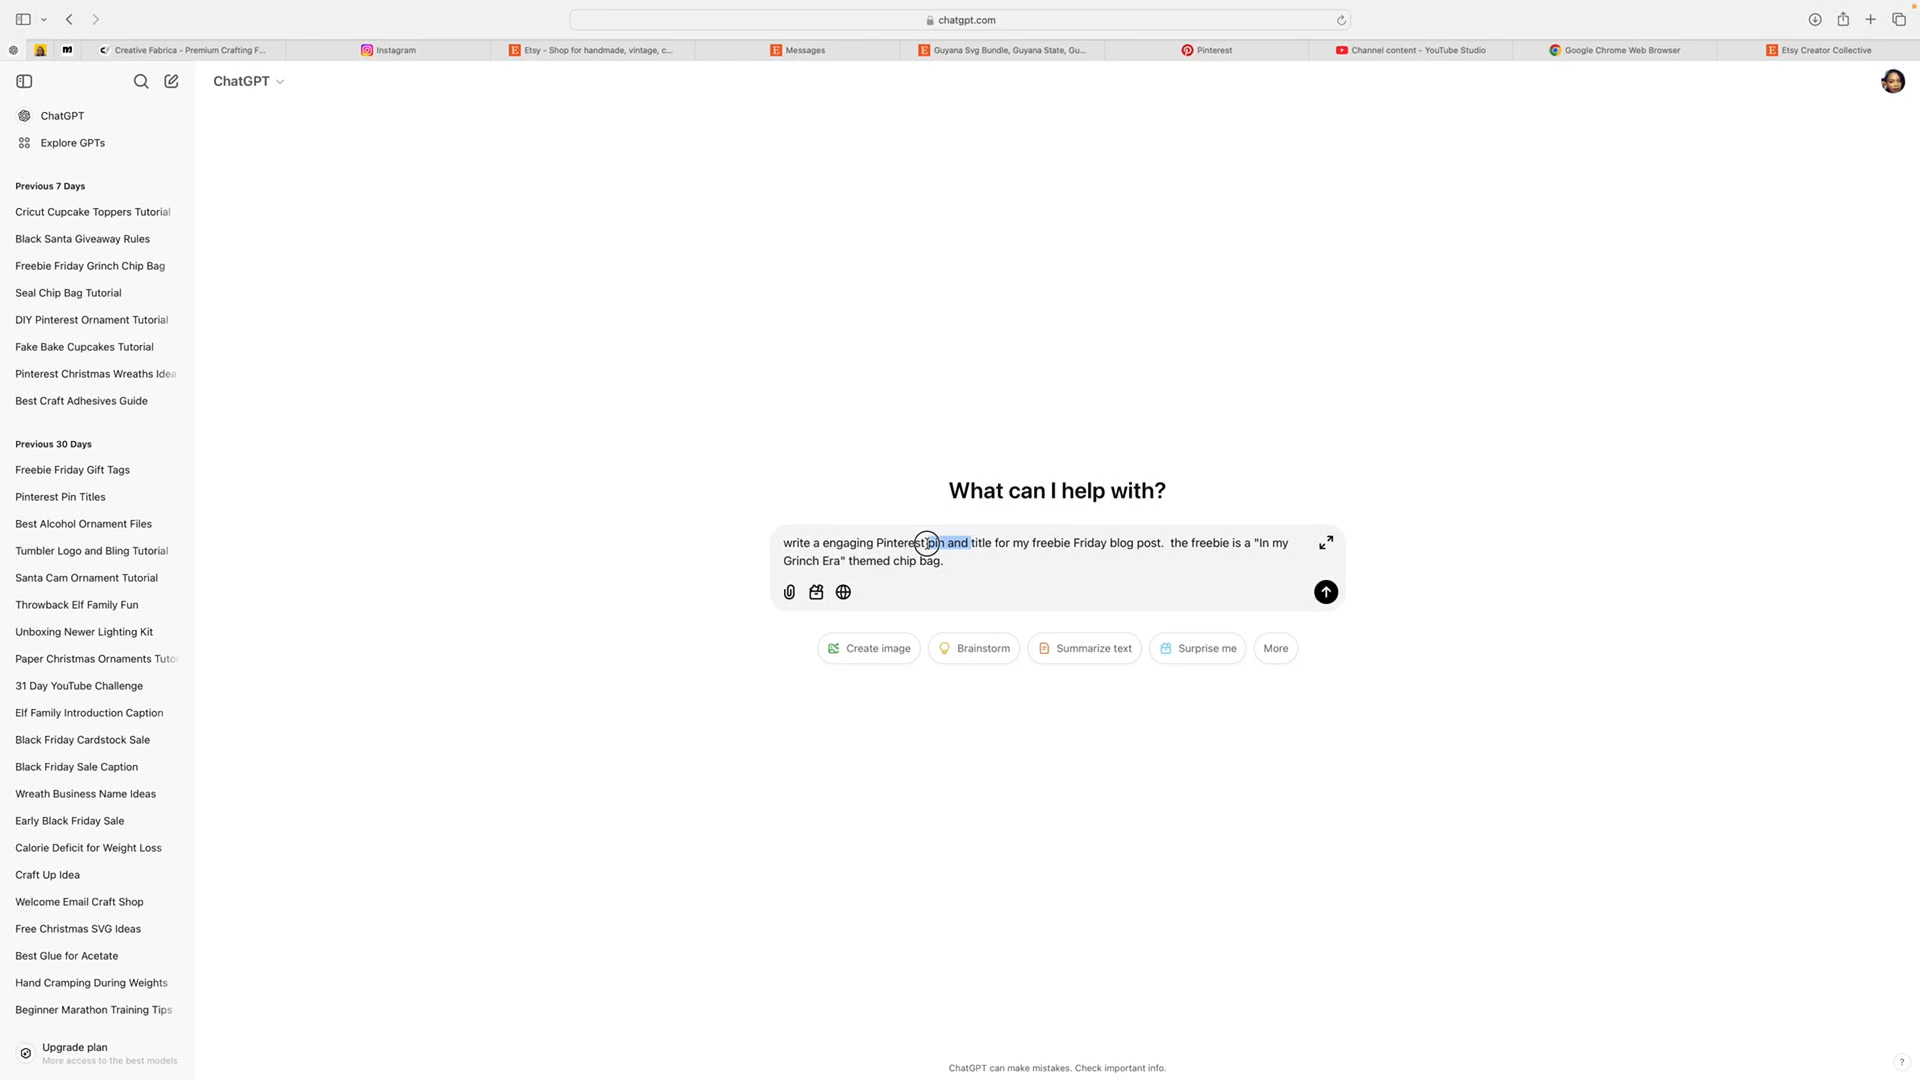 chatgpt.com
Creative Fabrica - Premium Crafting F...
Instagram
Etsy - Shop for handmade, vintage, c...
Messages
Guyana Svg Bundle, Guyana State, Gu...
Pinterest
Channel content - YouTube Studio
Google Chrome Web Browser
Etsy Creator Collective
ChatGPT
ChatGPT
Explore GPTs
Previous 7 Days
Cricut Cupcake Toppers Tutorial
Black Santa Giveaway Rules
Freebie Friday Grinch Chip Bag
Seal Chip Bag Tutorial
DIY Pinterest Ornament Tutorial
Fake Bake Cupcakes Tutorial
Pinterest Christmas Wreaths Idea
Best Craft Adhesives Guide
Previous 30 Days
Freebie Friday Gift Tags
Pinterest Pin Titles
Best Alcohol Ornament Files
Tumbler Logo and Bling Tutorial
Santa Cam Ornament Tutorial
Throwback Elf Family Fun
Unboxing Newer Lighting Kit
Paper Christmas Ornaments Tutor
31 Day YouTube Challenge
Elf Family Introduction Caption
Black Friday Cardstock Sale
Black Friday Sale Caption
Wreath Business Name Ideas
Early Black Friday Sale
Calorie Deficit for Weight Loss
Craft Up Idea
Welcome Email Craft Shop
Free Christmas SVG Ideas
Best Glue for Acetate
Hand Cramping During Weights
Beginner Marathon Training Tips
Upgrade plan
More access to the best models
What can I help with?
write a engaging Pinterest pin and title for my freebie Friday blog post.  the freebie is a "In my
Grinch Era" themed chip bag.
Create image
Brainstorm
Summarize text
Surprise me
More
ChatGPT can make mistakes. Check important info.
?